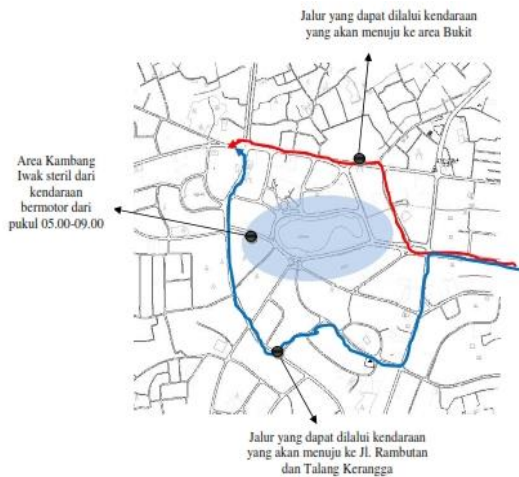 Jalur yang dapat dilalui kendaraan
yang akan menuju ke area Bukit
Area Kambang
Iwak steril dari
kendaraan
bermotor dari
pukul 05.00-09.00
Jalur yang dapat dilalui kendaraan
yang akan menuju ke Jl. Rambutan
dan Talang Kerangga